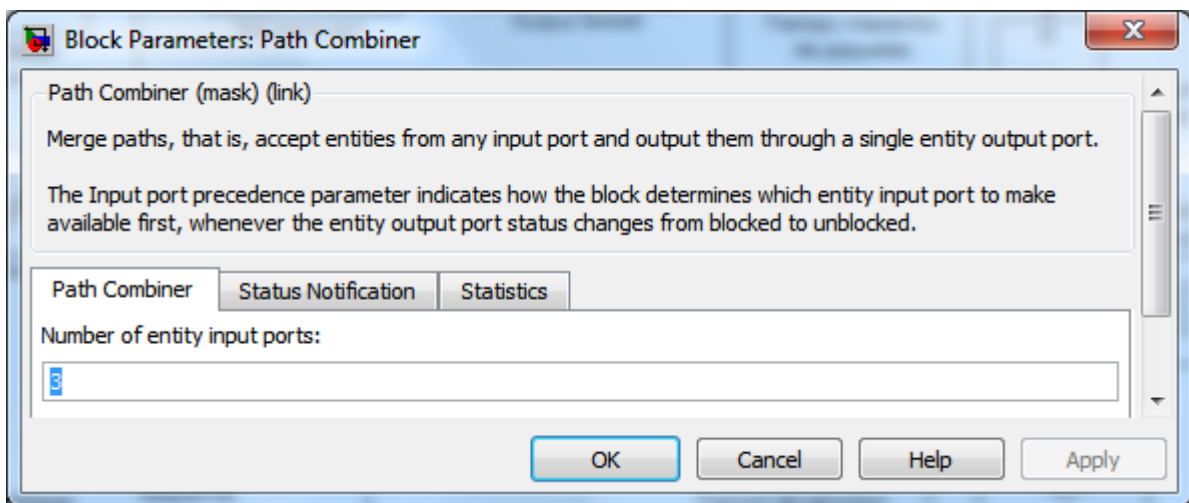 Block Parameters: Path Combiner
Path Combiner (mask) (link)
Merge paths, that is, accept entities from any input port and output them through a single entity output port.
The Input port precedence parameter indicates how the block determines which entity input port to make
available first, whenever the entity output port status changes from blocked to unblocked.
Path Combiner Status Notification Statistics
Number of entity input ports:
3
OK Cancel Help Apply